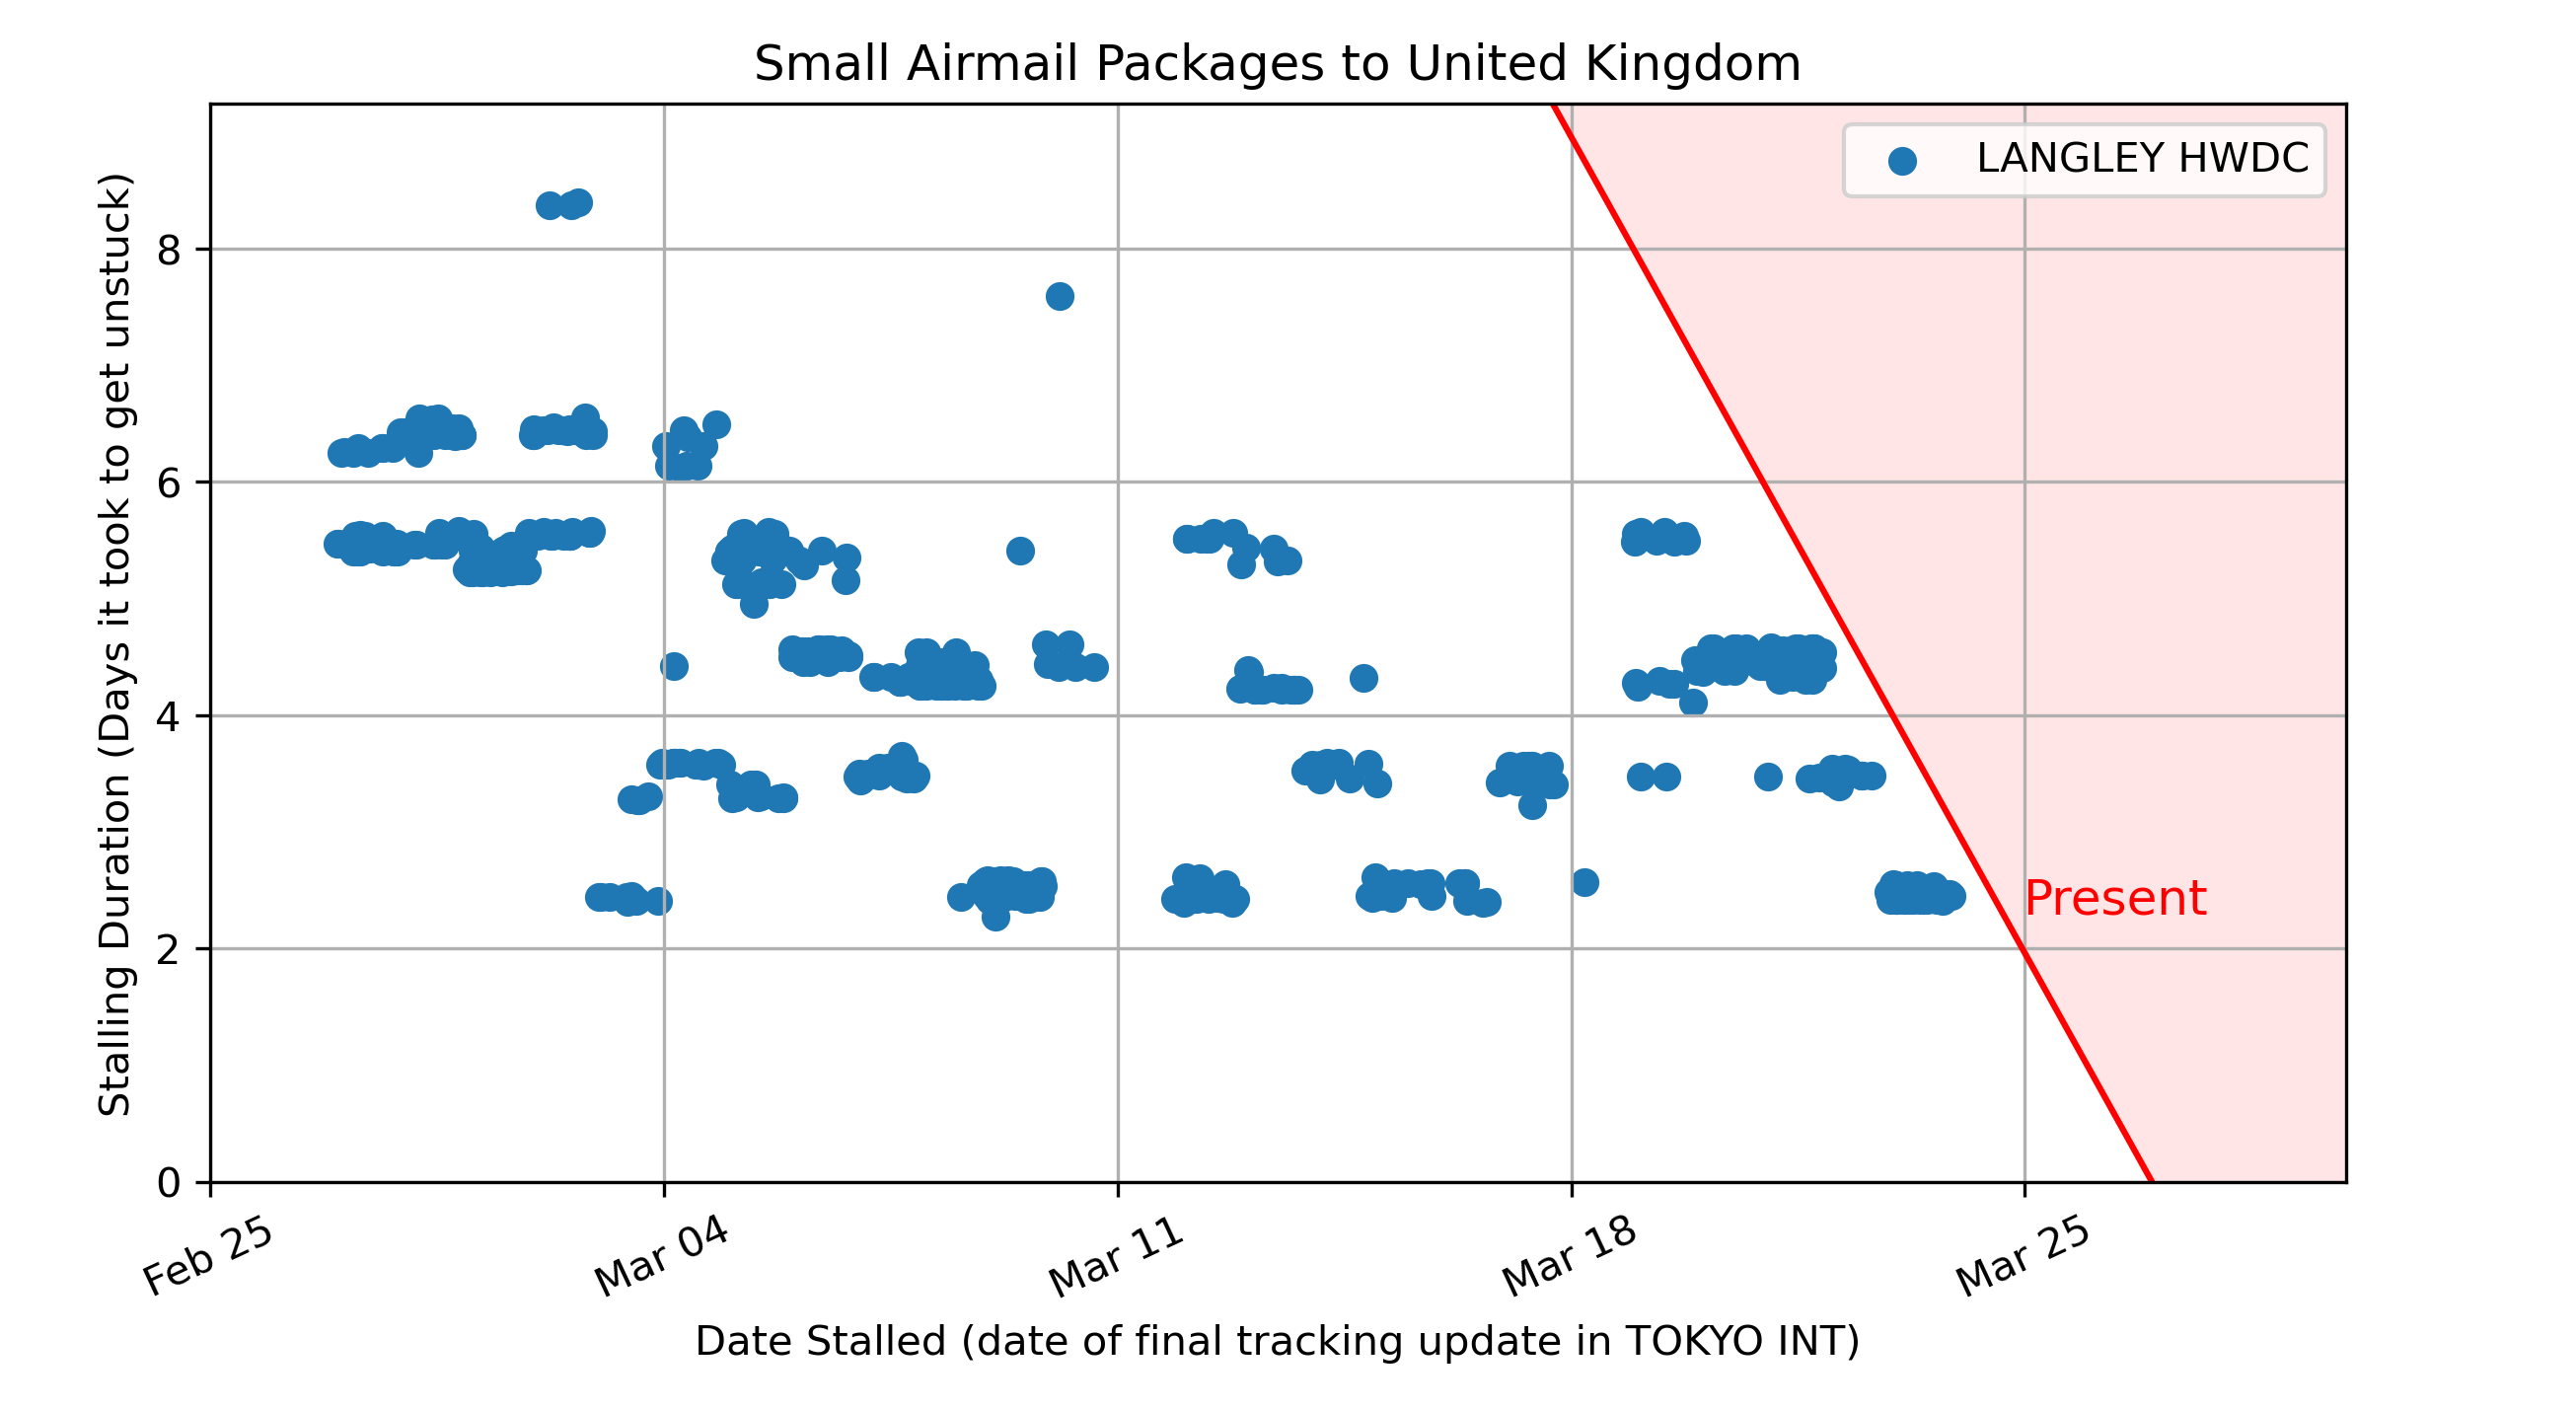 Small Airmail Packages to United Kingdom
LANGLEY HWDC
Stalling Duration (Days it took to get unstuck)
8
6
4
2
0
Present
Feb 25
Mar 04
Mar 11
Mar 18
Mar 25
Date Stalled (date of final tracking update in TOKYO INT)